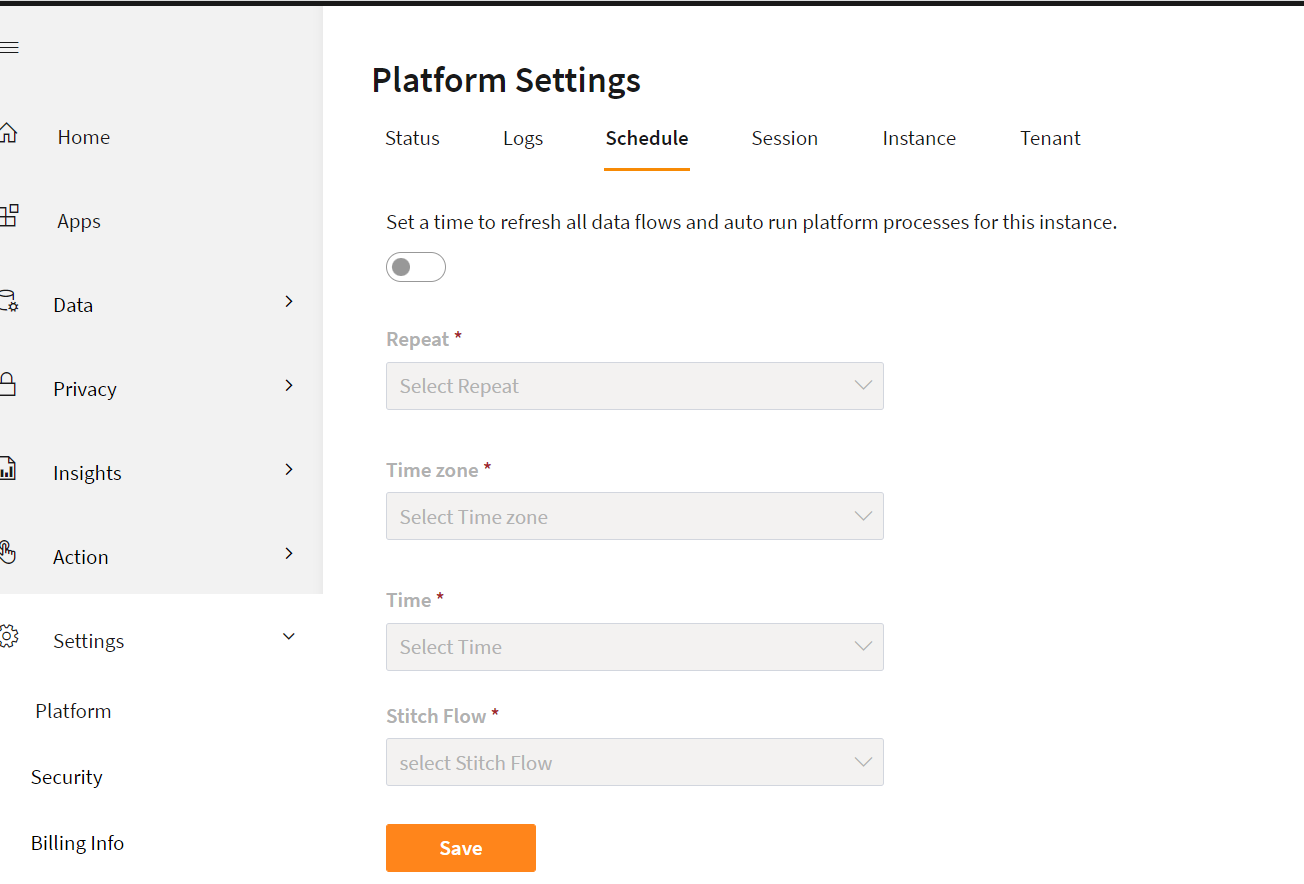 Home
Apps
Data
Privacy
Insights
Action
Settings
Platform
Security
Billing Info
Platform Settings
Status
Logs
Schedule
Session
Instance
Tenant
Set a time to refresh all data flows and auto run platform processes for this instance.
Repeat *
Select Repeat
Time zone *
Select Time zone
Time *
Select Time
Stitch Flow *
select Stitch Flow
Save